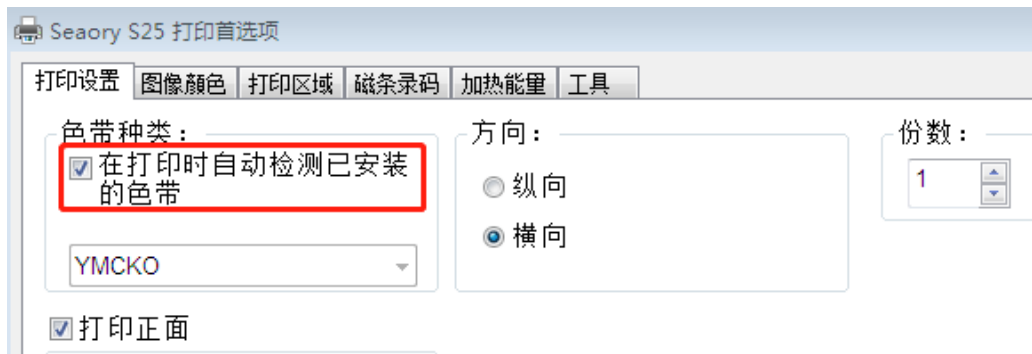 Seaory S25 打印首选项
打印设置 图像顏色 打印区域 磁条录码 加热能量 工具
色带种类： 方向： 份数：
在打印时自动检测已安装
的色带
纵向
1
横向
YMCKO
打印正面